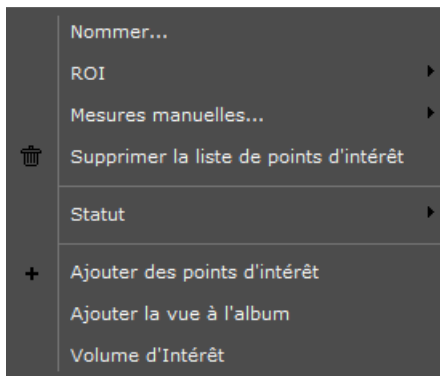 Nommer...
ROI
Mesures manuelles...
Supprimer la liste de points d'intérêt
Statut
Ajouter des points d'intérêt
Ajouter la vue à l'album
Volume d'Intérêt